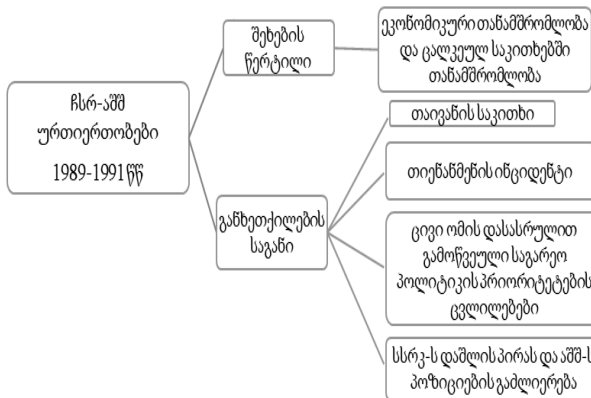 ჩსრ-აშშ
ურთიერთობები
1989-1991წწ
შეხების
წერტილი
ეკონომიკური თანამშრომლობა
და ცალკეულ საკითხებში
თანამშრომლობა
განხეთქილების
საგანი
თაივანის საკითხი
თიენანმენის ინციდენტი
ცივი ომის დასასრულით
გამოწვეული საგარეო
პოლიტიკის პრიორიტეტების
ცვლილებები
სსრკ-ს დაშლის პირას და აშშ-ს
პოზიციების გაძლიერება